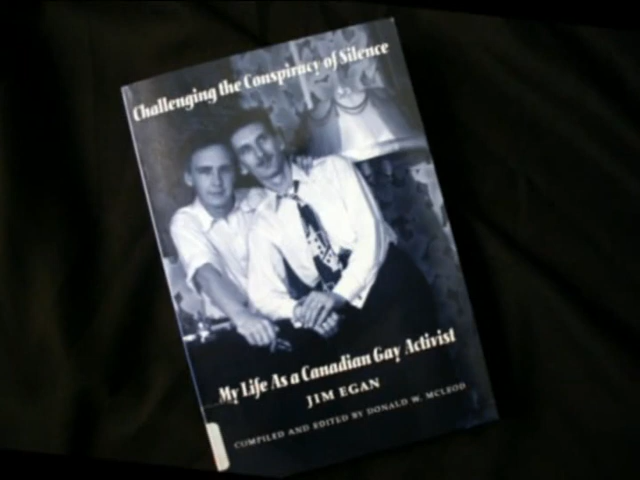 Challenging the Conspiracy of Silence
My Life As a Canadian Gay Activist
JIM EGAN
COMPILED AND EDITED BY DONALD W. MCLEOD